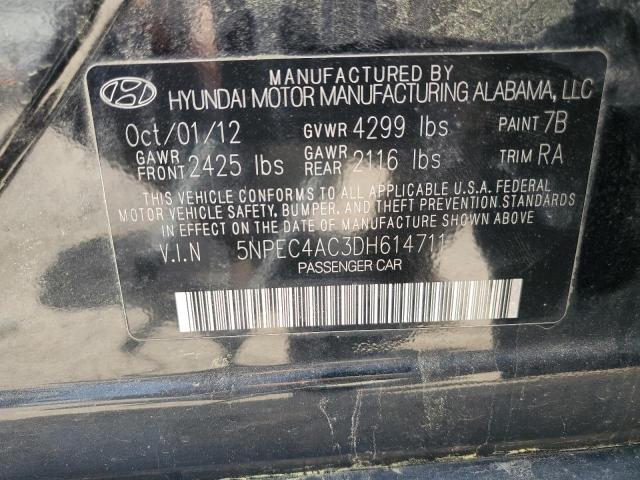 MANUFACTURED BY
HYUNDAI MOTOR MANUFACTURING ALABAMA, LLC
Oct/01/12 GVWR 4299 lbs PAINT 7B
GAWR FRONT 2425 lbs GAWR REAR 2116 lbs TRIM RA
THIS VEHICLE CONFORMS TO ALL APPLICABLE U.S.A. FEDERAL
MOTOR VEHICLE SAFETY, BUMPER, AND THEFT PREVENTION STANDARDS
IN EFFECT ON THE DATE OF MANUFACTURE SHOWN ABOVE
V.I.N 5NPEC4AC3DH614711
PASSENGER CAR